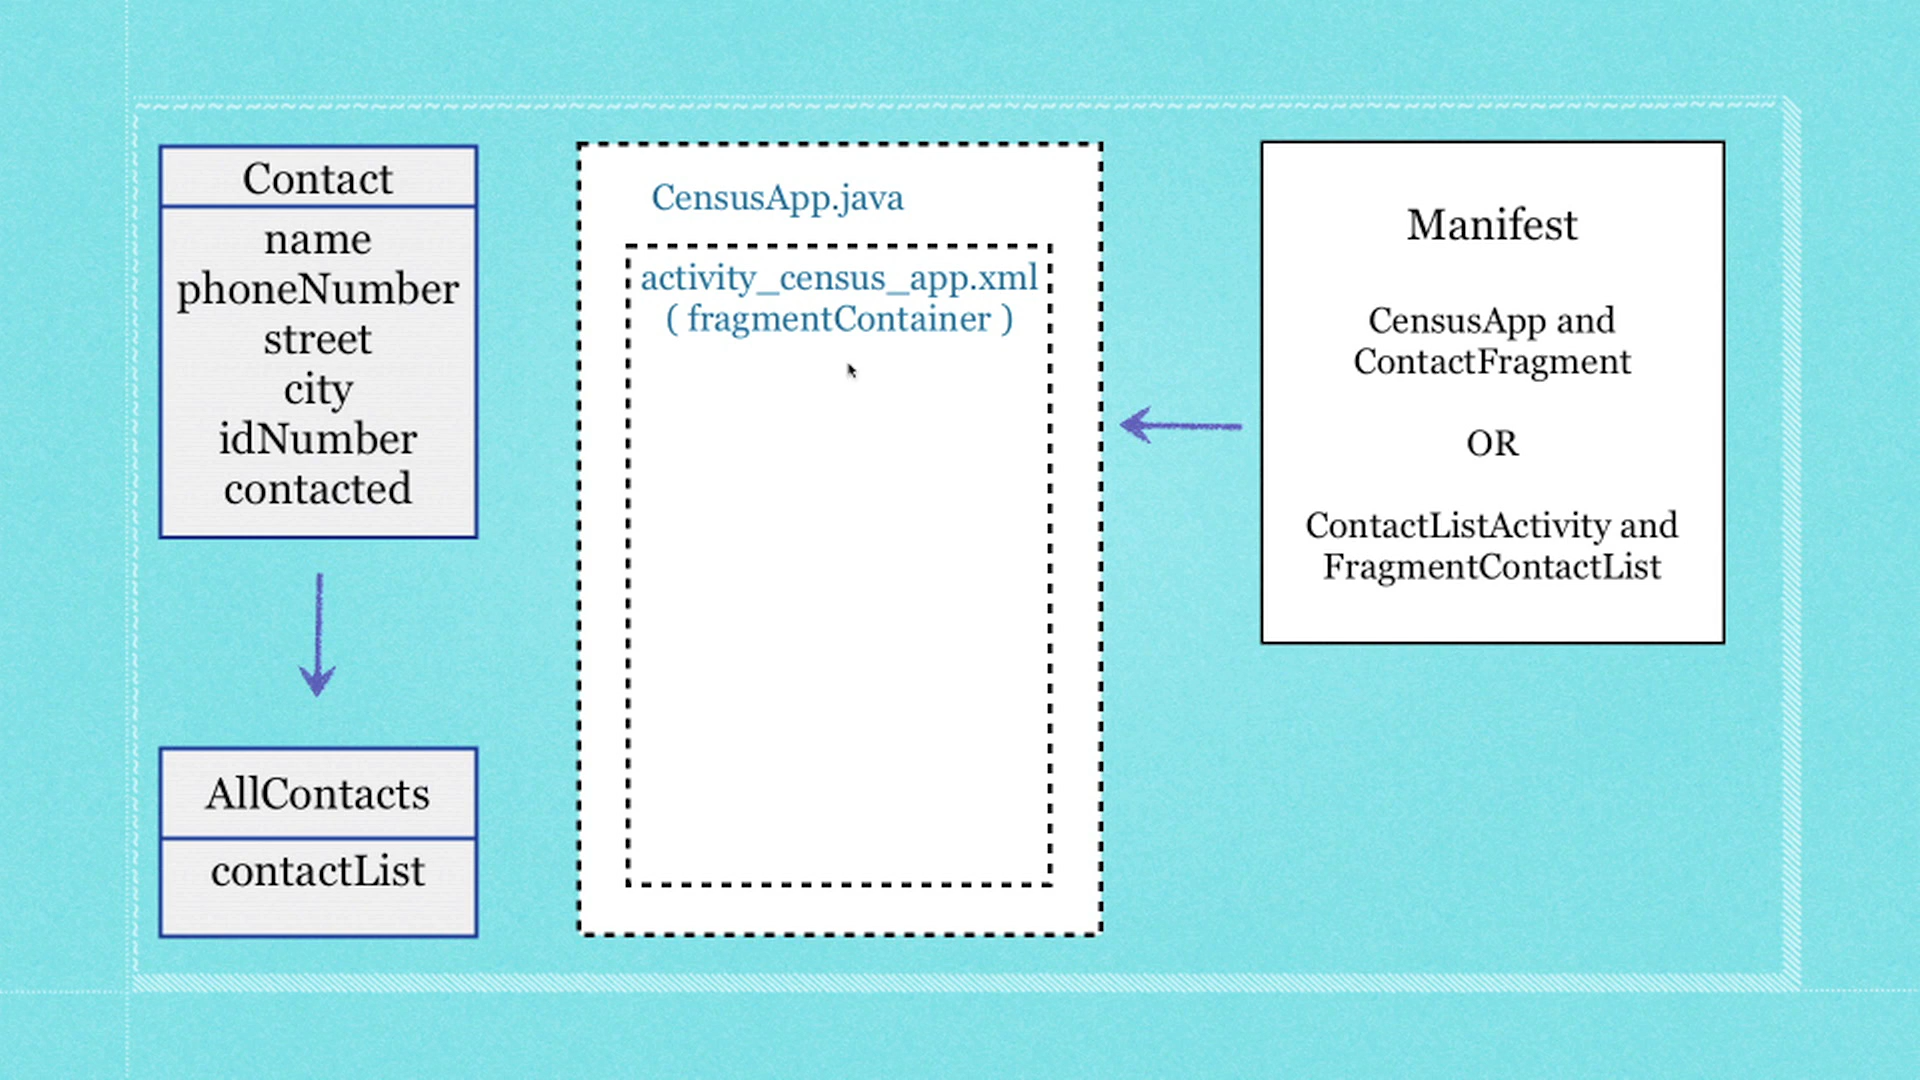 Contact
name
phoneNumber
street
city
idNumber
contacted
AllContacts
contactList
CensusApp.java
activity_census_app.xml
( fragmentContainer )
Manifest
CensusApp and
ContactFragment
OR
ContactListActivity and
FragmentContactList